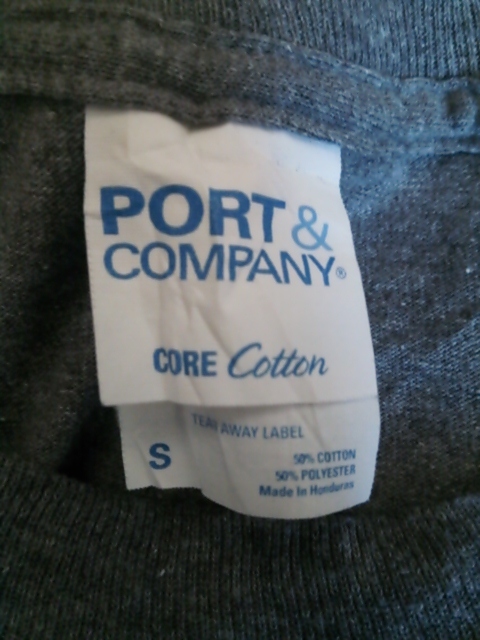 PORT &
COMPANY®
CORE Cotton
TEAR AWAY LABEL
S
50% COTTON
50% POLYESTER
Made In Honduras